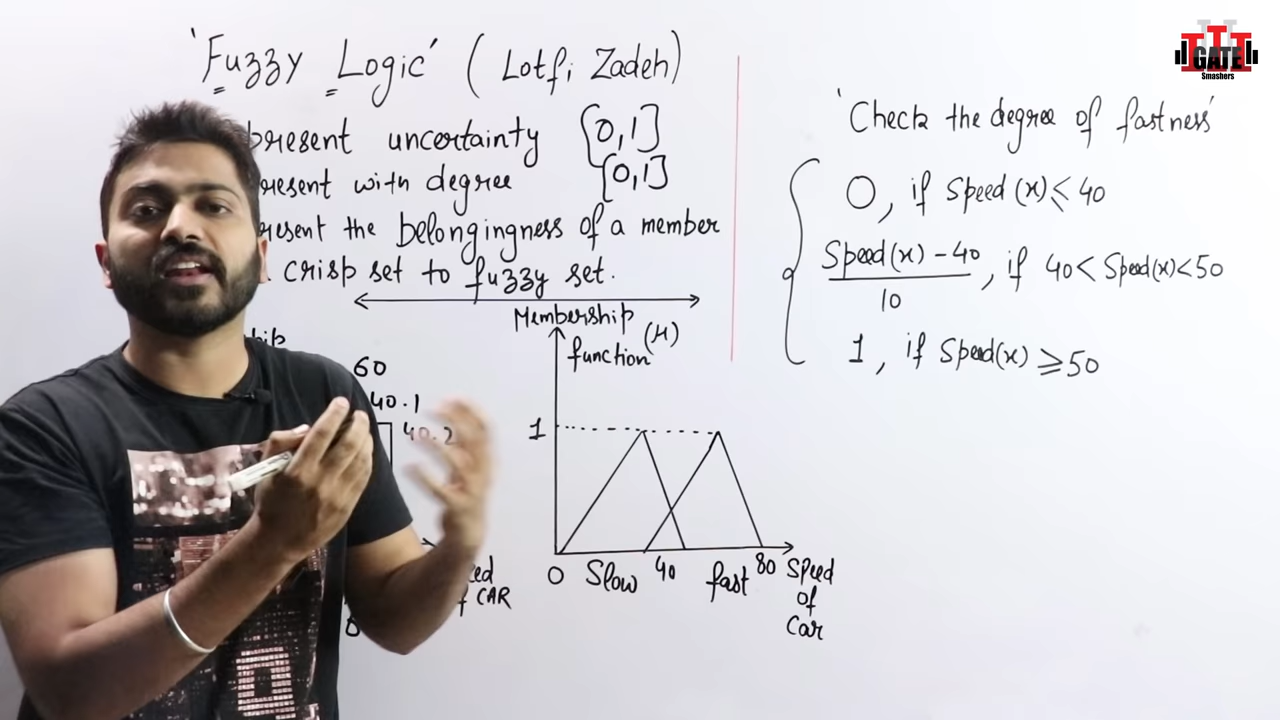 'Fuzzy Logic' (Lotfi Zadeh)
present uncertainty {0,1]
present with degree [0,1]
present the belongingness of a member
crisp set to fuzzy set.
60
40.1
40.2
of CAR
Membership
function (μ)
1
0 Slow 40 fast 80 Speed
of
Car
'Check the degree of fastness'
0, if Speed (x) ⩽ 40
Speed(x) - 40
10
, if 40 < Speed(x) < 50
1, if Speed(x) ⩾ 50
GATE
Smashers